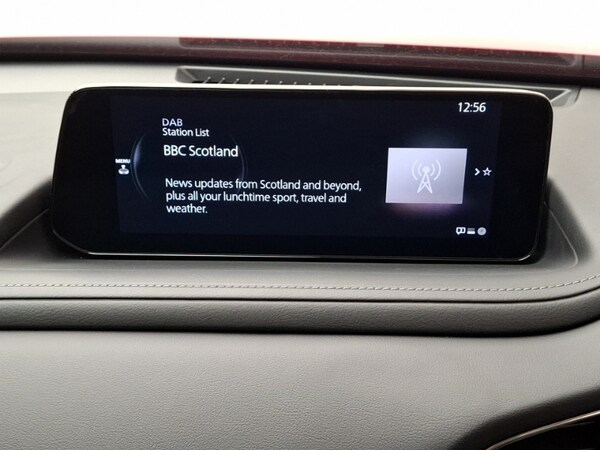 12:56
DAB
Station List
BBC Scotland
MENU
News updates from Scotland and beyond,
plus all your lunchtime sport, travel and
weather.